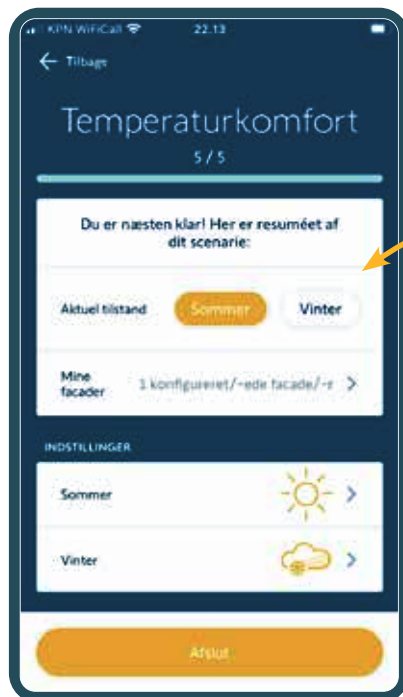 KPN WiFiCall 22.13
Tilbage
Temperaturkomfort
5 / 5
Du er næsten klar! Her er resuméet af
dit scenarie:
Aktuel tilstand Sommer Vinter
Mine
facader 1 konfigureret/-ede facade/-r
INDSTILLINGER
Sommer
Vinter
Afslut